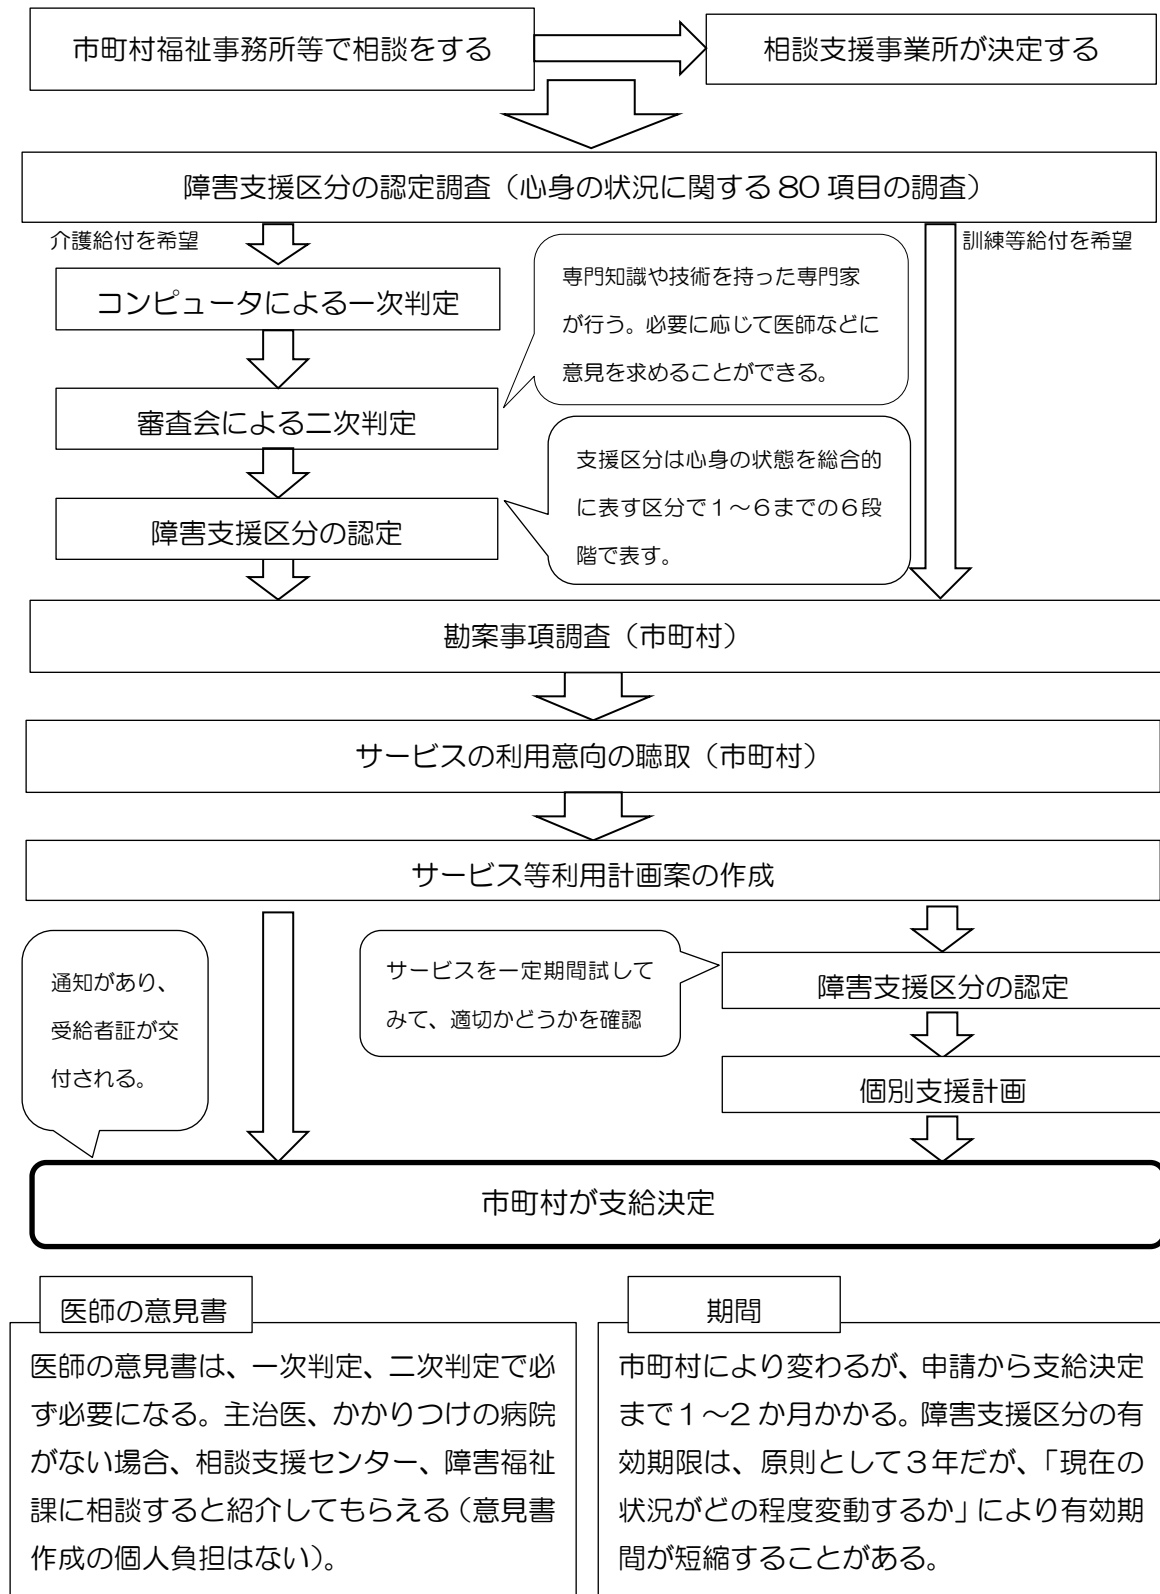 市町村福祉事務所等で相談をする
相談支援事業所が決定する
障害支援区分の認定調査（心身の状況に関する80項目の調査）
介護給付を希望
訓練等給付を希望
コンピュータによる一次判定
専門知識や技術を持った専門家
が行う。必要に応じて医師などに
意見を求めることができる。
審査会による二次判定
支援区分は心身の状態を総合的
に表す区分で１～６までの６段
階で表す。
障害支援区分の認定
勘案事項調査（市町村）
サービスの利用意向の聴取（市町村）
サービス等利用計画案の作成
通知があり、
受給者証が交
付される。
サービスを一定期間試して
みて、適切かどうかを確認
障害支援区分の認定
個別支援計画
市町村が支給決定
医師の意見書
医師の意見書は、一次判定、二次判定で必
ず必要になる。主治医、かかりつけの病院
がない場合、相談支援センター、障害福祉
課に相談すると紹介してもらえる（意見書
作成の個人負担はない）。
期間
市町村により変わるが、申請から支給決定
まで１～２か月かかる。障害支援区分の有
効期限は、原則として３年だが、「現在の
状況がどの程度変動するか」により有効期
間が短縮することがある。